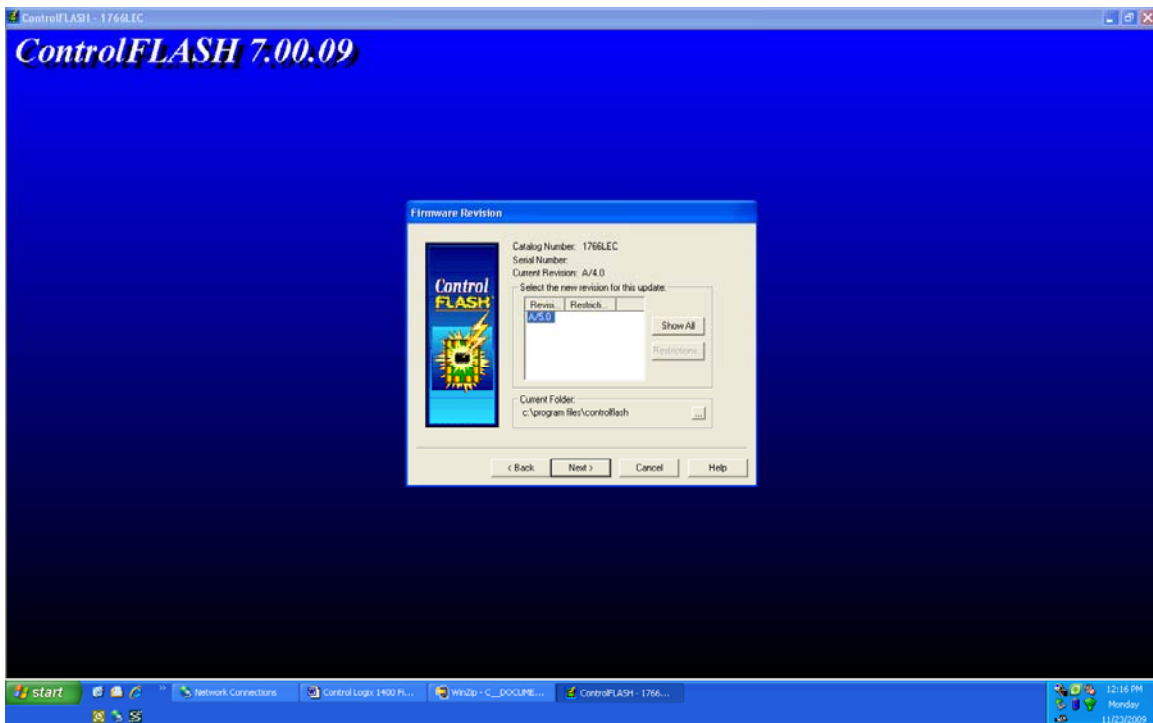 ControlFLASH - 1766LEC
ControlFLASH 7.00.09
Firmware Revision
Control
FLASH
Catalog Number: 1766LEC
Serial Number:
Current Revision: A/4.0
Select the new revision for this update:
Revisi... Restricti...
A/5.0
Show All
Restrictions...
Current Folder:
c:\program files\controlflash
...
< Back Next > Cancel Help
start Network Connections Control Logix 1400 Fi... WinZip - C__DOCUME... ControlFLASH - 1766... 12:16 PM
Monday
11/23/2009